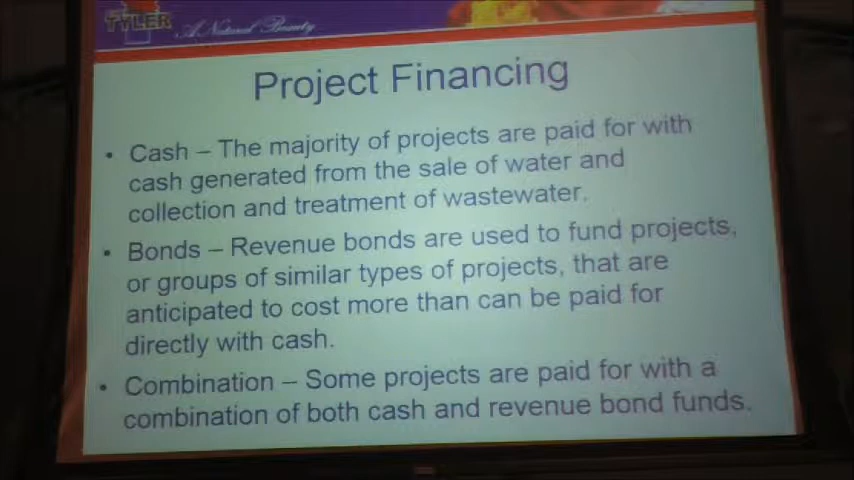 TYLER
A Natural Beauty
Project Financing
• Cash – The majority of projects are paid for with
cash generated from the sale of water and
collection and treatment of wastewater.
• Bonds – Revenue bonds are used to fund projects,
or groups of similar types of projects, that are
anticipated to cost more than can be paid for
directly with cash.
• Combination – Some projects are paid for with a
combination of both cash and revenue bond funds.